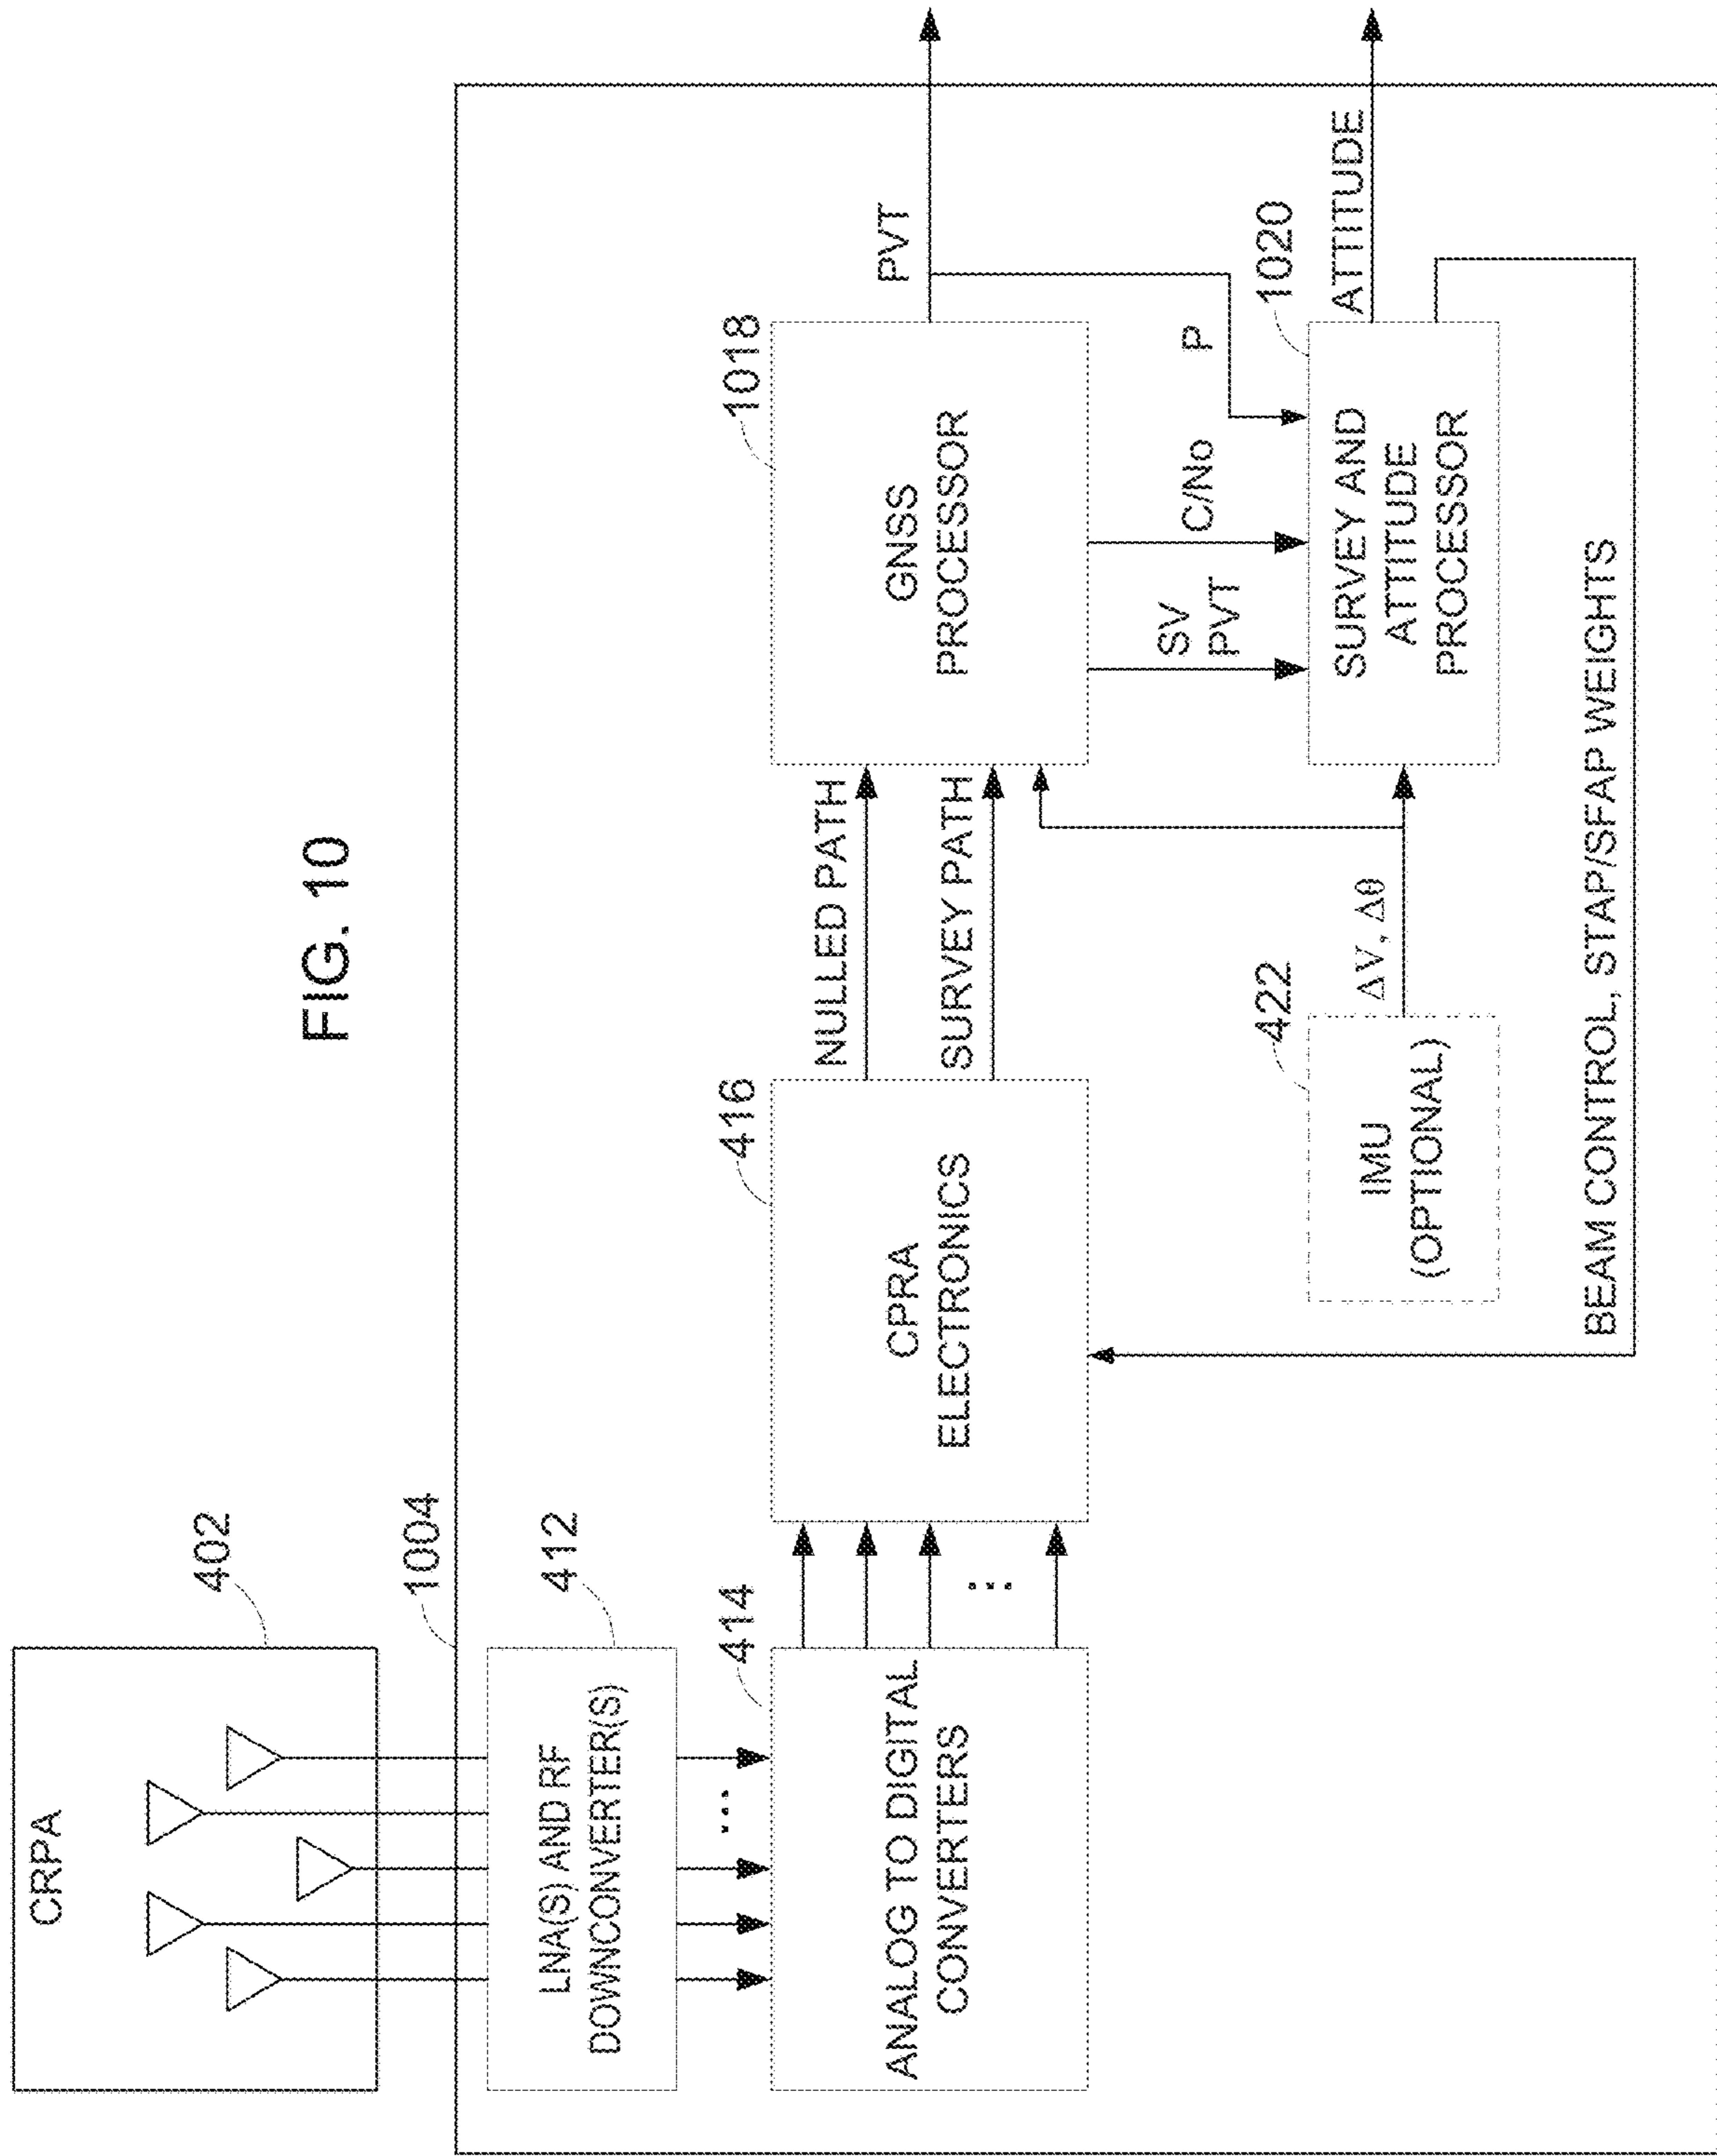 FIG. 10
CRPA
402
1004
LNA(S) AND RF
DOWNCONVERTER(S)
412
...
414
ANALOG TO DIGITAL
CONVERTERS
...
416
CPRA
ELECTRONICS
NULLED PATH
SURVEY PATH
1018
GNSS
PROCESSOR
PVT
P
C/No
SV
PVT
422
IMU
(OPTIONAL)
ΔV, Δθ
1020
SURVEY AND
ATTITUDE
PROCESSOR
ATTITUDE
BEAM CONTROL, STAP/SFAP WEIGHTS